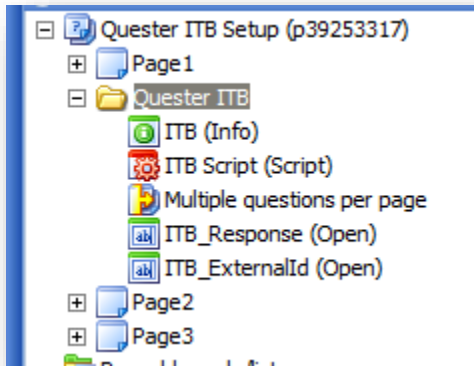 Quester ITB Setup (p39253317)
Page1
Quester ITB
ITB (Info)
ITB Script (Script)
Multiple questions per page
ITB_Response (Open)
ITB_ExternalId (Open)
Page2
Page3